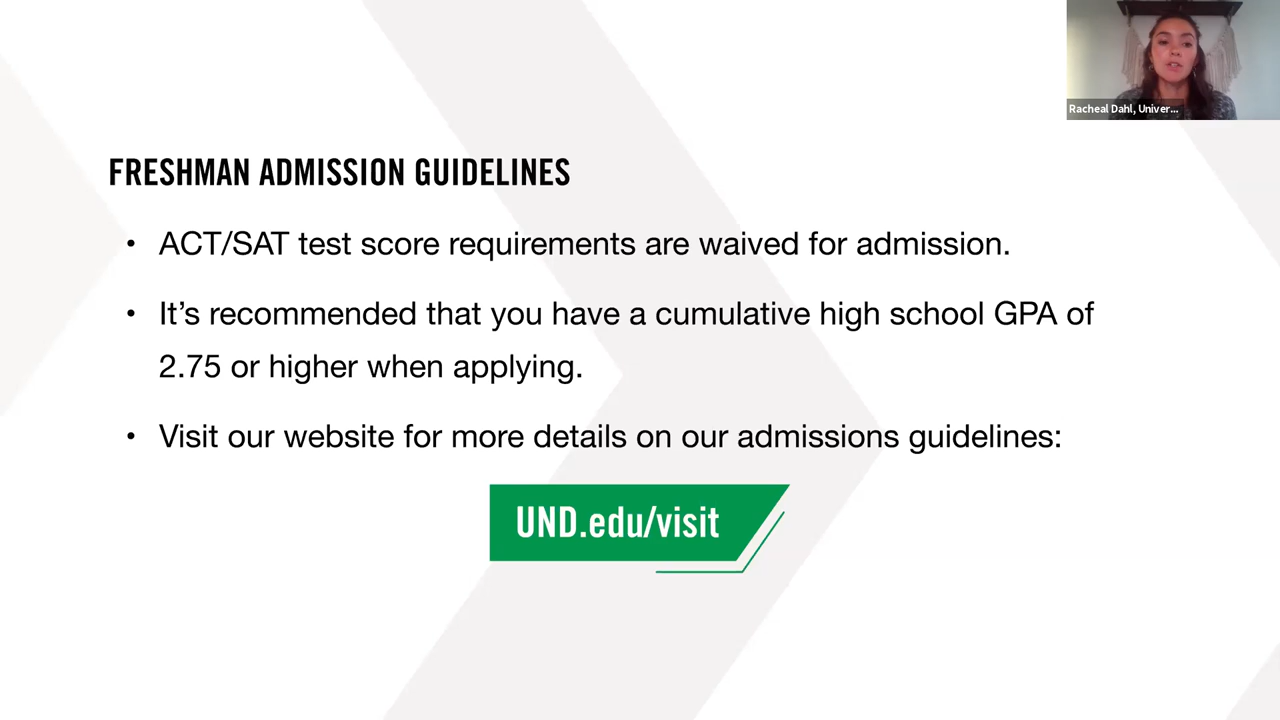 Racheal Dahl, Univer...
FRESHMAN ADMISSION GUIDELINES
• ACT/SAT test score requirements are waived for admission.
• It’s recommended that you have a cumulative high school GPA of
2.75 or higher when applying.
• Visit our website for more details on our admissions guidelines:
UND.edu/visit